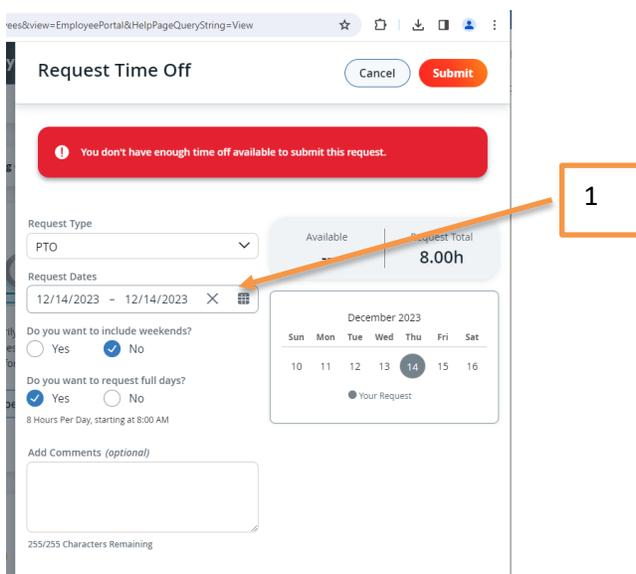 ees&view=EmployeePortal&HelpPageQueryString=View
Request Time Off
Cancel
Submit
You don't have enough time off available to submit this request.
1
Request Type
PTO
Available
Request Total
--
8.00h
Request Dates
12/14/2023 – 12/14/2023
Do you want to include weekends?
Yes
No
Do you want to request full days?
Yes
No
8 Hours Per Day, starting at 8:00 AM
December 2023
Sun Mon Tue Wed Thu Fri Sat
10 11 12 13 14 15 16
Your Request
Add Comments (optional)
255/255 Characters Remaining